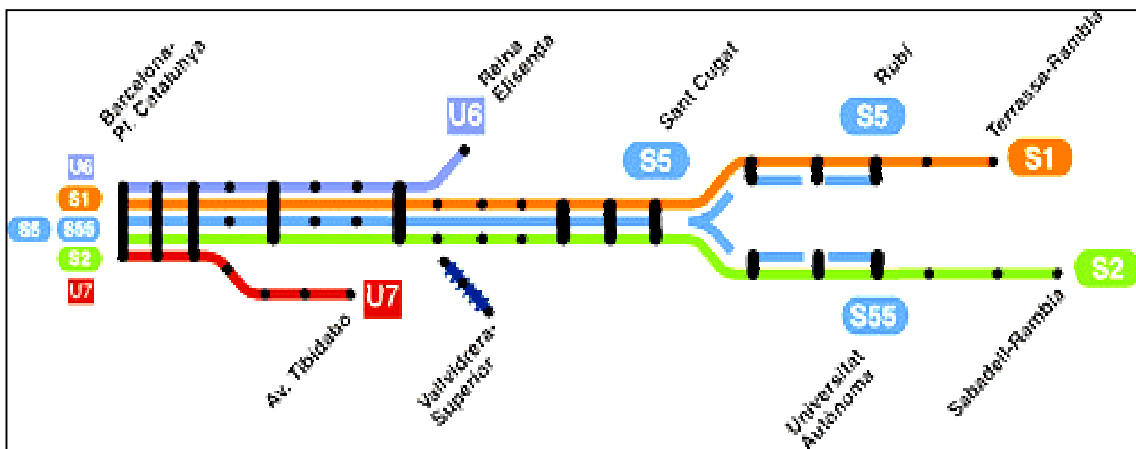 Barcelona-
Pl. Catalunya
Reina
Elisenda
Sant Cugat
Rubí
Terrassa-Rambla
U6
S5
S5
S1
U6
S1
S5 S55
S2
U7
U7
S2
S55
Av. Tibidabo
Vallvidrera-
Superior
Universitat
Autònoma
Sabadell-Rambla